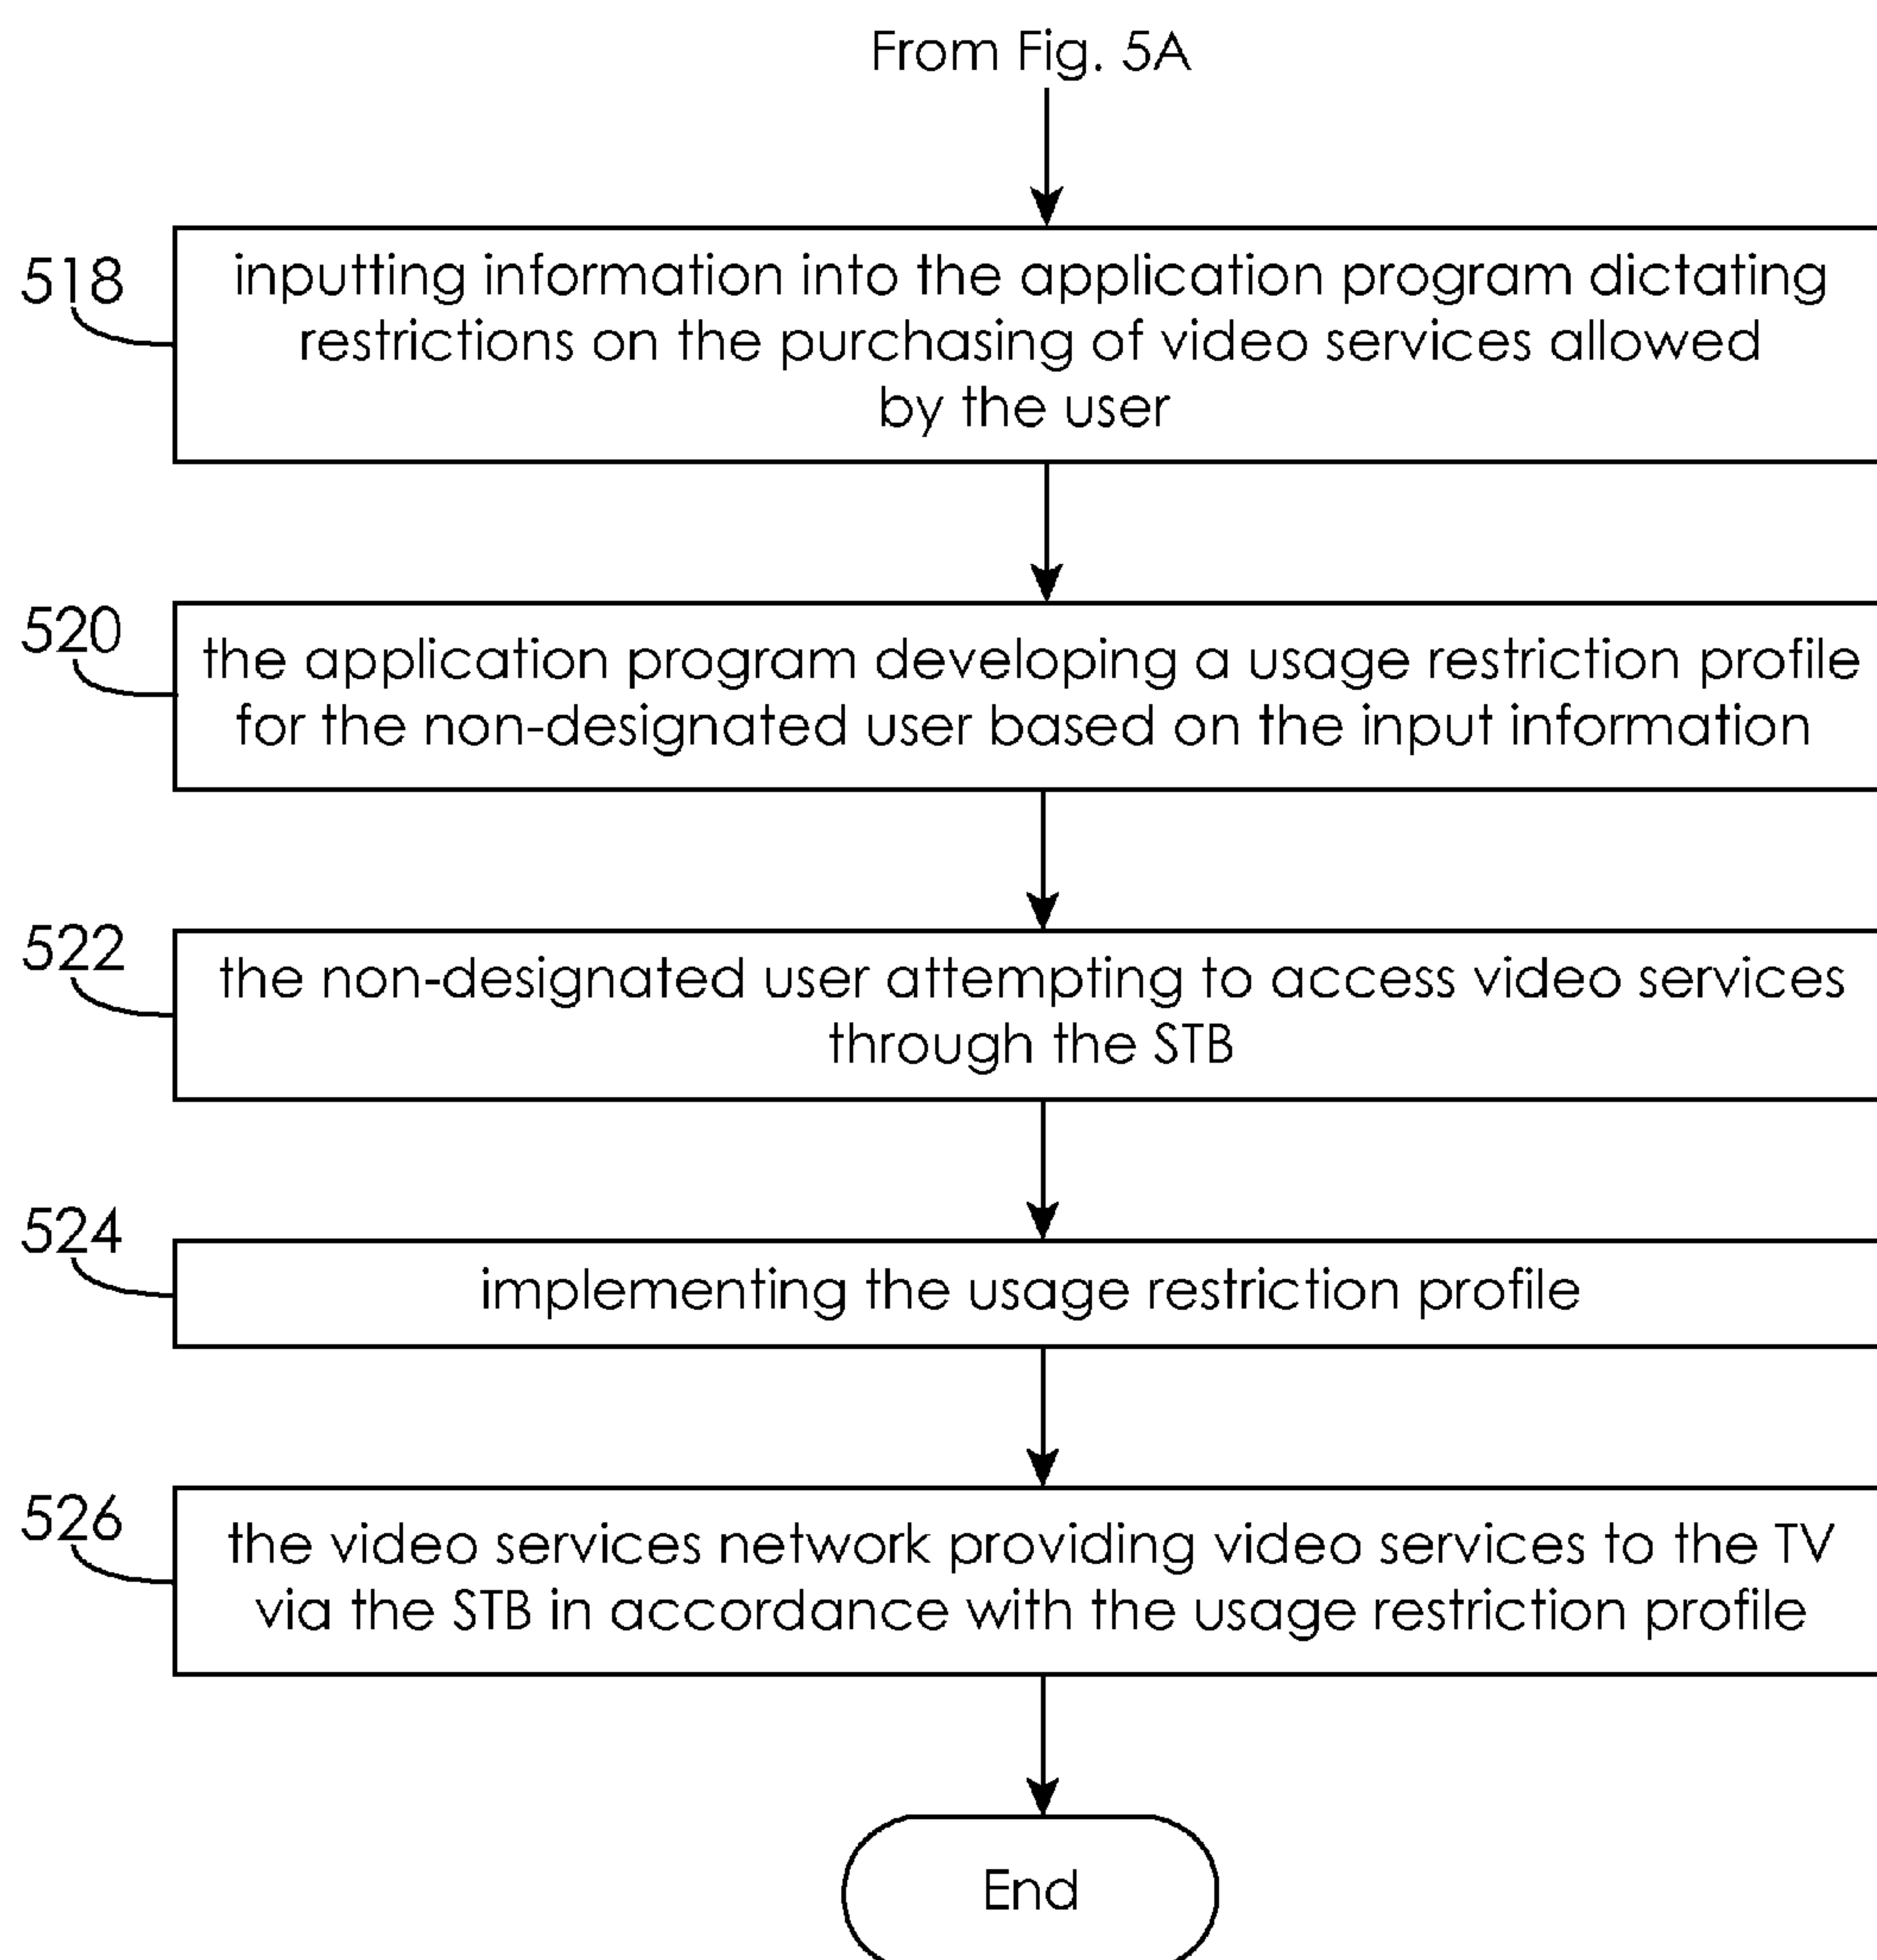 From Fig. 5A
518
inputting information into the application program dictating
restrictions on the purchasing of video services allowed
by the user
520
the application program developing a usage restriction profile
for the non-designated user based on the input information
522
the non-designated user attempting to access video services
through the STB
524
implementing the usage restriction profile
526
the video services network providing video services to the TV
via the STB in accordance with the usage restriction profile
End